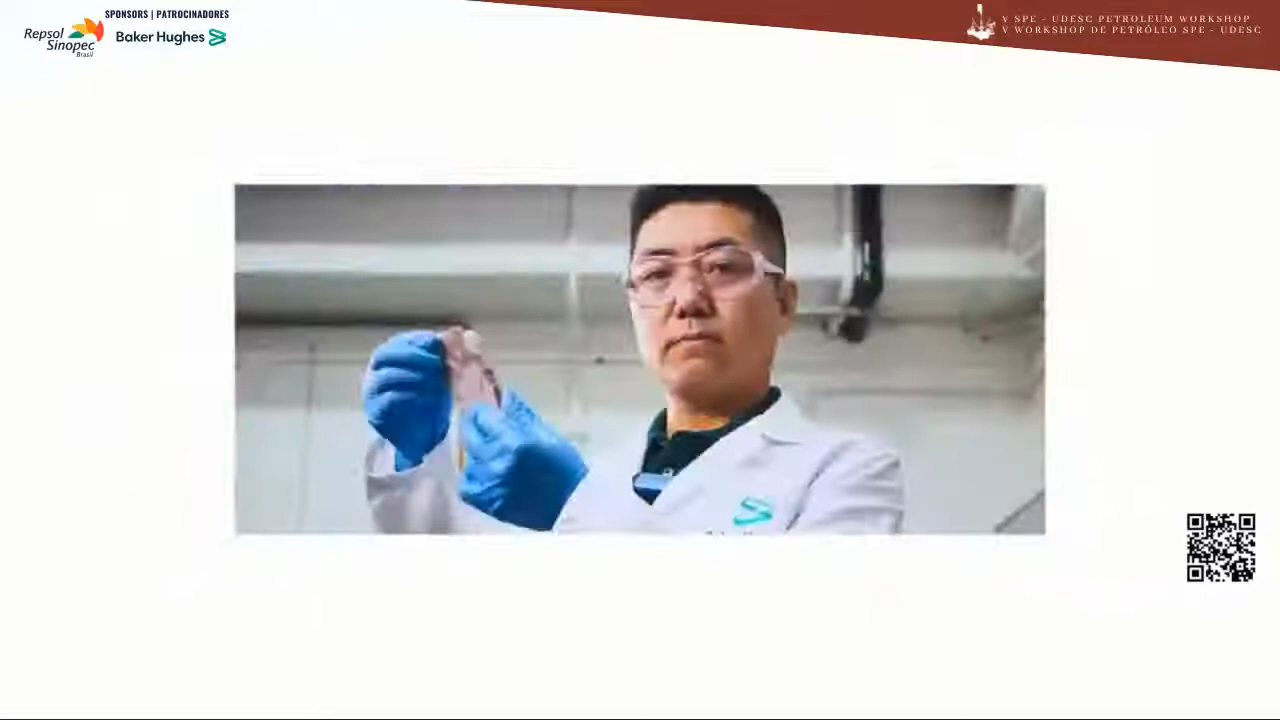 SPONSORS | PATROCINADORES
Repsol
Sinopec
Brasil
Baker Hughes
V SPE - UDESC PETROLEUM WORKSHOP
V WORKSHOP DE PETRÓLEO SPE - UDESC